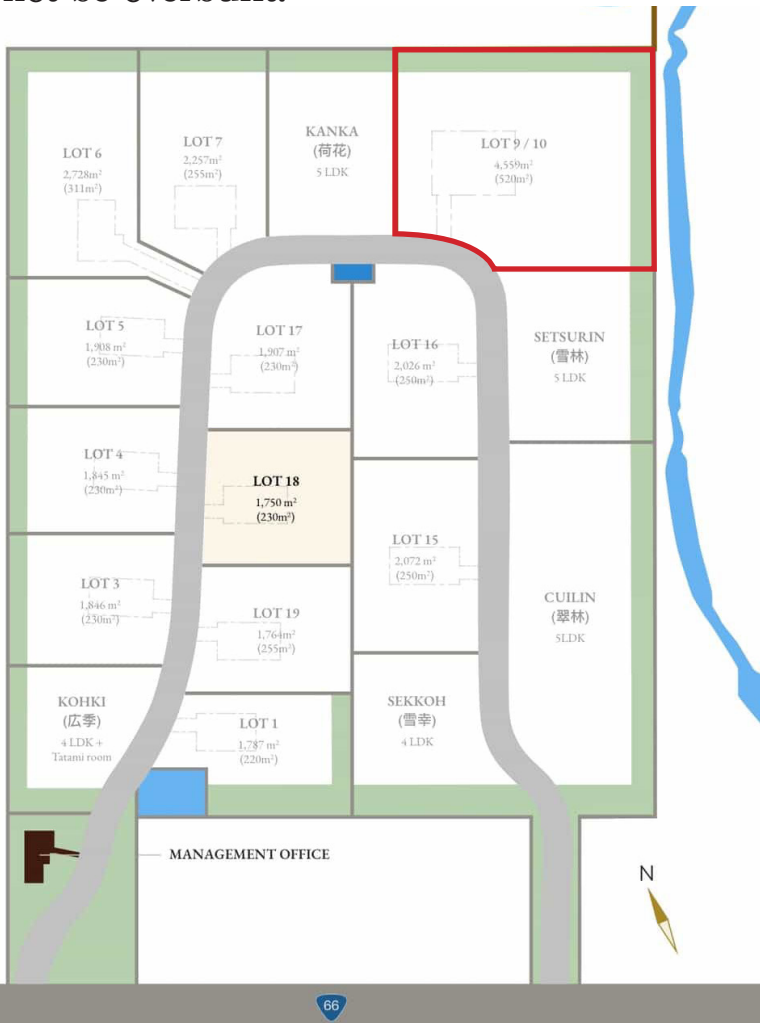 LOT 6
2,728m²
(311m²)
LOT 7
2,257m²
(255m²)
KANKA
(荷花)
5 LDK
LOT 9 / 10
4,559m²
(520m²)
LOT 5
1,908 m²
(230m²)
LOT 17
1,907 m²
(230m²)
LOT 16
2,026 m²
(250m²)
SETSURIN
(雪林)
5 LDK
LOT 4
1,845 m²
(230m²)
LOT 18
1,750 m²
(230m²)
LOT 15
2,072 m²
(250m²)
LOT 3
1,846 m²
(230m²)
LOT 19
1,764m²
(255m²)
CUILIN
(翠林)
5LDK
KOHKI
(広季)
4 LDK +
Tatami room
LOT 1
1,787 m²
(220m²)
SEKKOH
(雪幸)
4 LDK
MANAGEMENT OFFICE
N
66